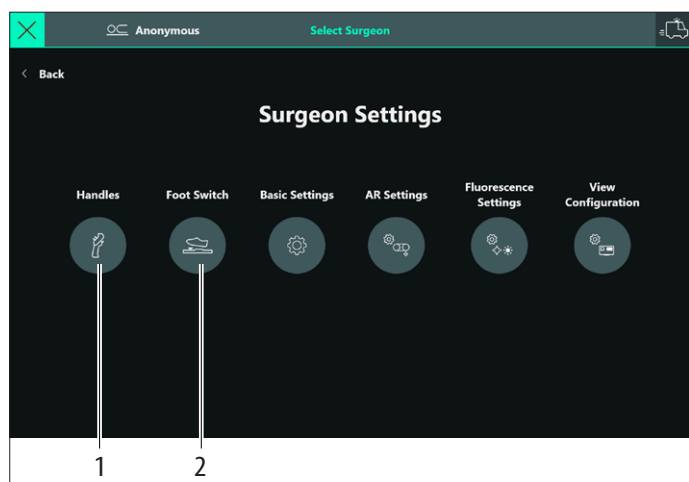 Anonymous
Select Surgeon
Back
Surgeon Settings
Handles
Foot Switch
Basic Settings
AR Settings
Fluorescence
Settings
View
Configuration
1
2